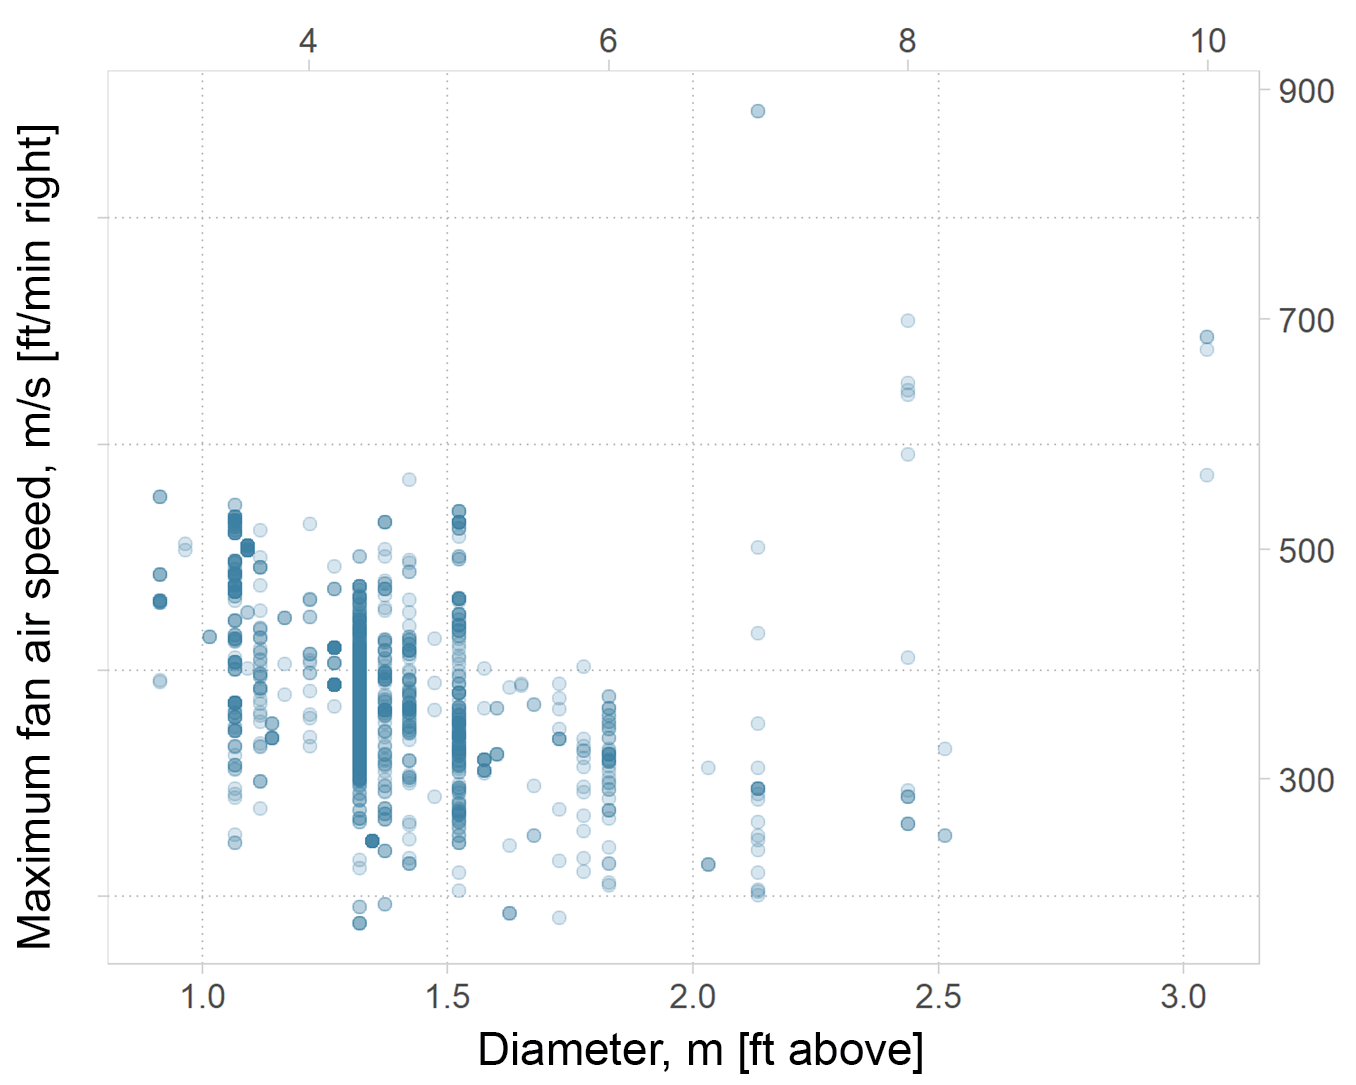 4 6 8 10
900
700
500
300
Maximum fan air speed, m/s [ft/min right]
1.0 1.5 2.0 2.5 3.0
Diameter, m [ft above]